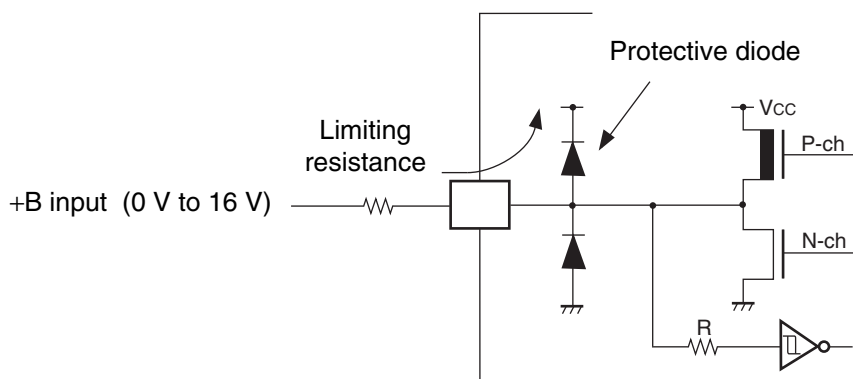 Protective diode
Limiting
resistance
VCC
P-ch
+B input (0 V to 16 V)
N-ch
R